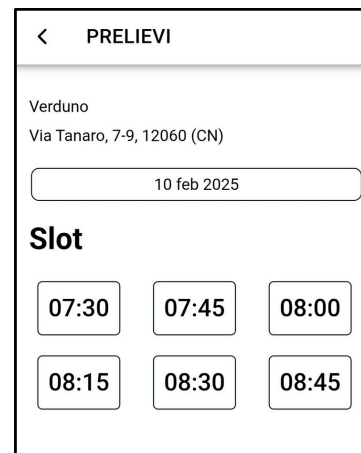 PRELIEVI
Verduno
Via Tanaro, 7-9, 12060 (CN)
10 feb 2025
Slot
07:30 07:45 08:00
08:15 08:30 08:45